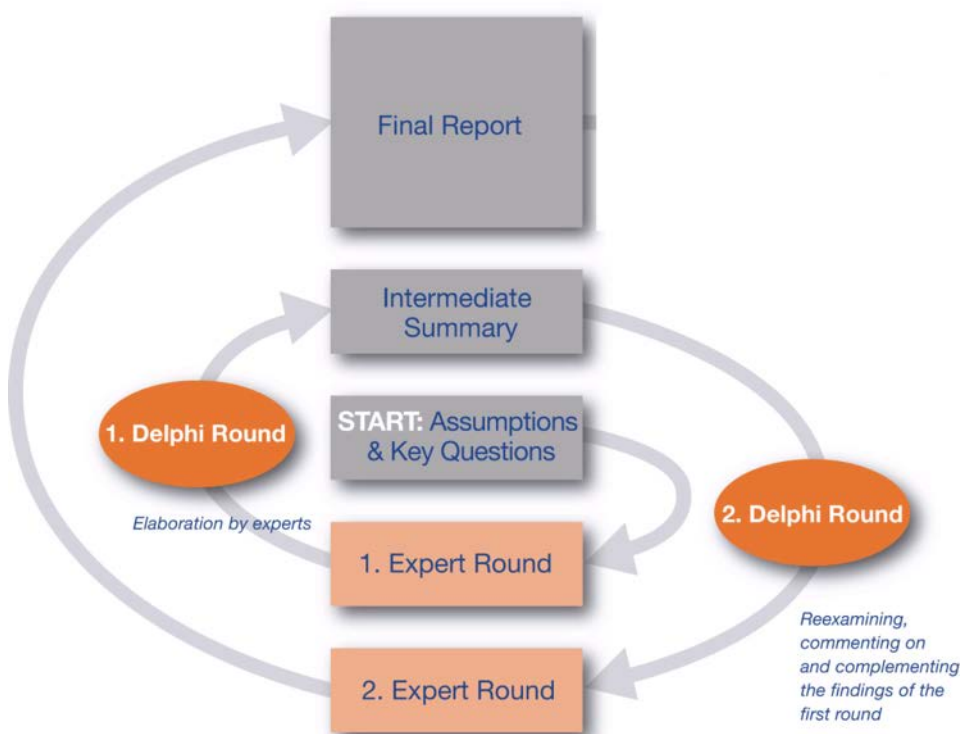 Final Report
Intermediate
Summary
START: Assumptions
& Key Questions
1. Delphi Round
Elaboration by experts
2. Delphi Round
1. Expert Round
Reexamining,
commenting on
and complementing
the findings of the
first round
2. Expert Round